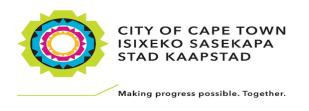 CITY OF CAPE TOWN
ISIXEKO SASEKAPA
STAD KAAPSTAD
Making progress possible. Together.